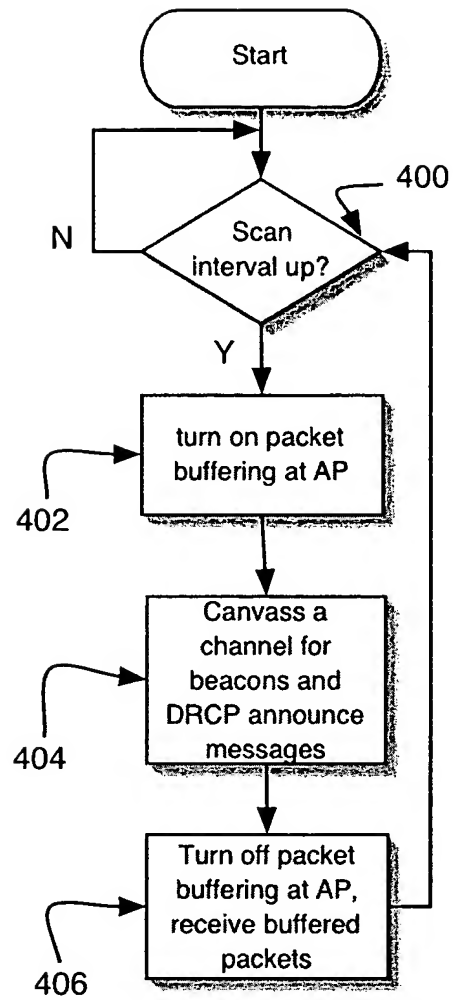 Start
400
N
Scan
interval up?
Y
turn on packet
buffering at AP
402
Canvass a
channel for
beacons and
DRCP announce
messages
404
Turn off packet
buffering at AP,
receive buffered
packets
406